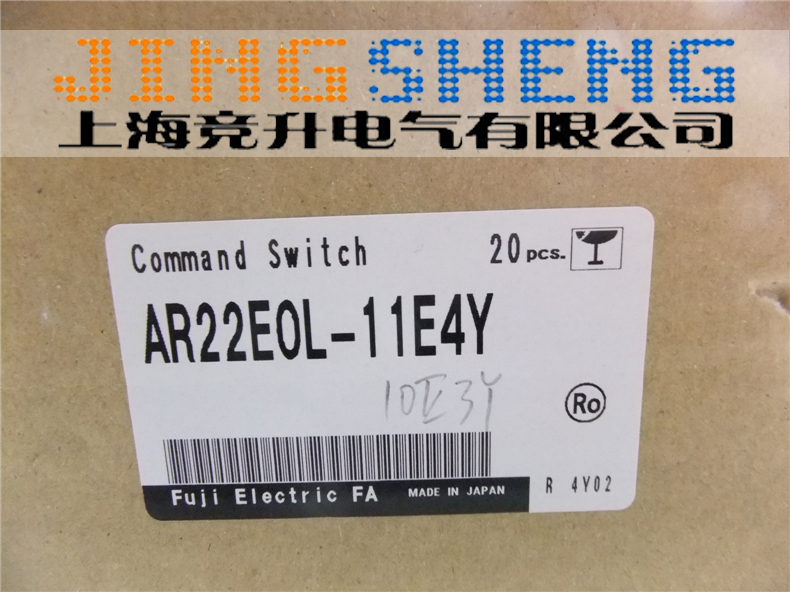 JINGSHENG
上海竞升电气有限公司
Command Switch 20 pcs.
AR22E0L-11E4Y
10E3Y
Ro
R 4Y02
Fuji Electric FA MADE IN JAPAN